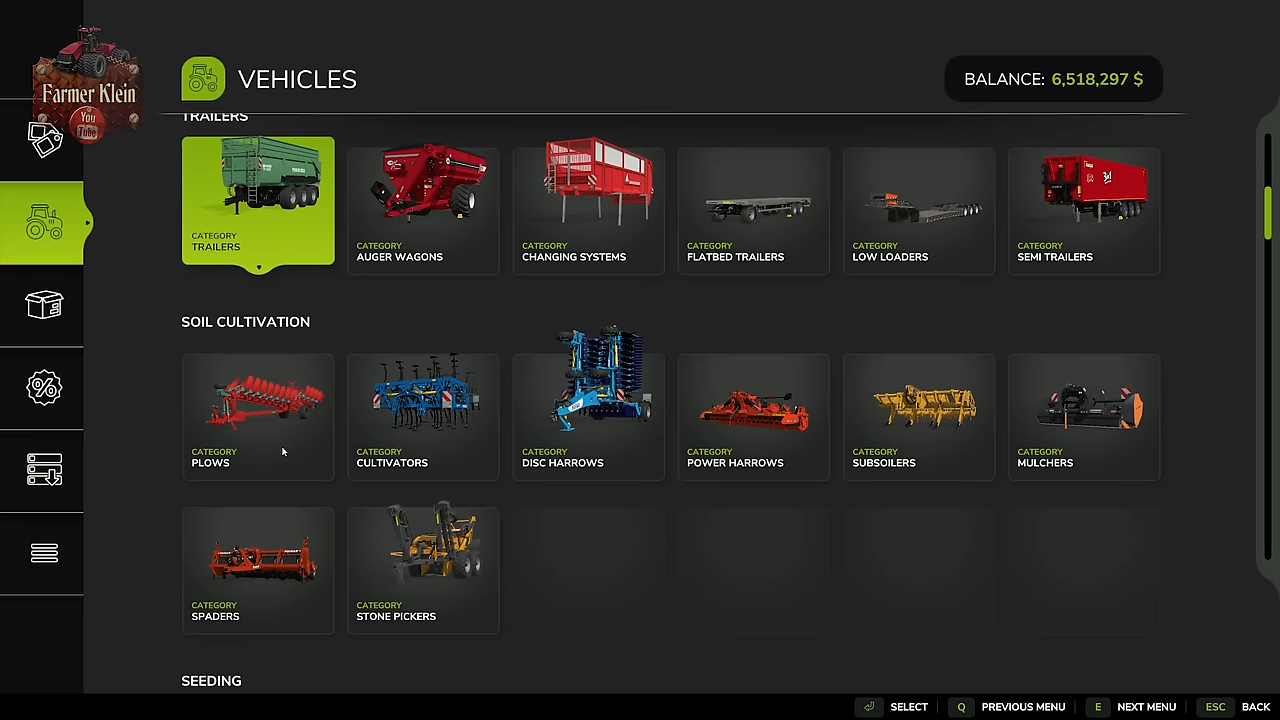 Farmer Klein
You
Tube
VEHICLES
BALANCE: 6,518,297 $
TRAILERS
CATEGORY
TRAILERS
CATEGORY
AUGER WAGONS
CATEGORY
CHANGING SYSTEMS
CATEGORY
FLATBED TRAILERS
CATEGORY
LOW LOADERS
CATEGORY
SEMI TRAILERS
SOIL CULTIVATION
CATEGORY
PLOWS
CATEGORY
CULTIVATORS
CATEGORY
DISC HARROWS
CATEGORY
POWER HARROWS
CATEGORY
SUBSOILERS
CATEGORY
MULCHERS
CATEGORY
SPADERS
CATEGORY
STONE PICKERS
SEEDING
SELECT
Q PREVIOUS MENU
E NEXT MENU
ESC BACK